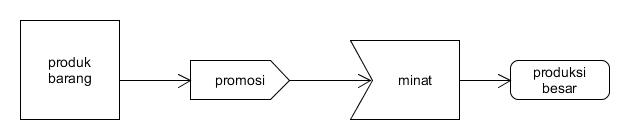 produk
barang
promosi
minat
produksi
besar